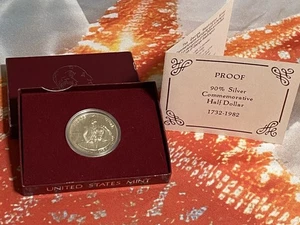 PROOF
90% Silver
Commemorative
Half Dollar
1732-1982
UNITED STATES MINT